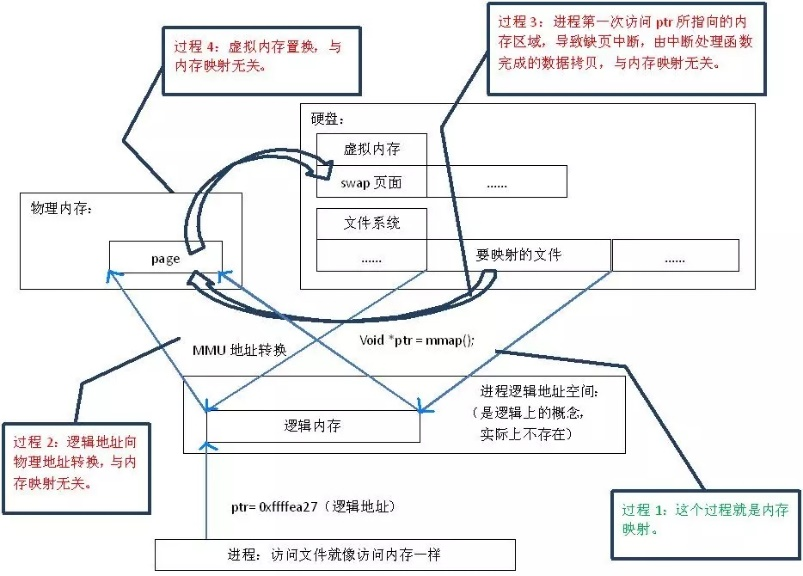 过程 4：虚拟内存置换，与
内存映射无关。
过程 3：进程第一次访问 ptr 所指向的内
存区域，导致缺页中断，由中断处理函数
完成的数据拷贝，与内存映射无关。
硬盘：
虚拟内存
swap 页面
……
物理内存：
文件系统
page
……
要映射的文件
……
MMU 地址转换
Void *ptr = mmap();
进程逻辑地址空间：
（是逻辑上的概念，
实际上不存在）
逻辑内存
过程 2：逻辑地址向
物理地址转换，与内
存映射无关。
ptr= 0xffffea27（逻辑地址）
过程 1：这个过程就是内存
映射。
进程：访问文件就像访问内存一样